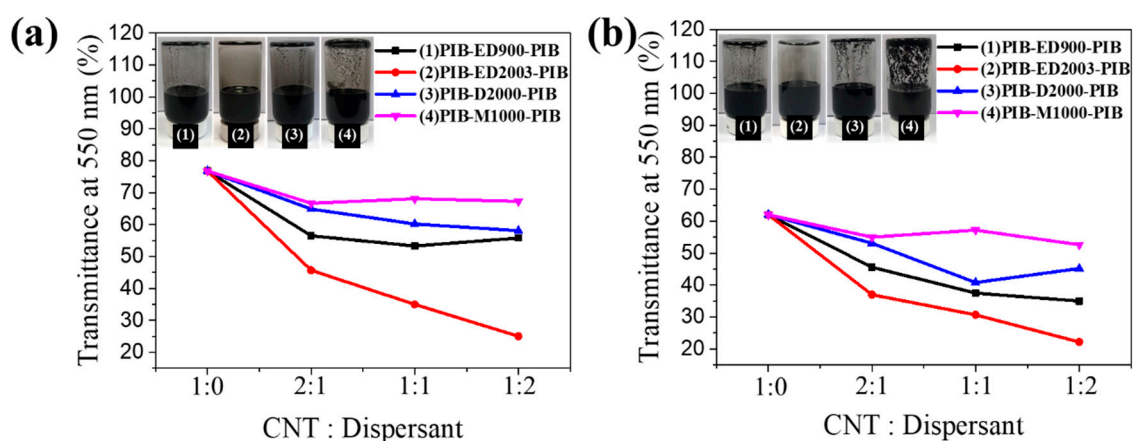 (a)
Transmittance at 550 nm (%)
120
110
100
90
80
70
60
50
40
30
20
(1)
(2)
(3)
(4)
(1)PIB-ED900-PIB
(2)PIB-ED2003-PIB
(3)PIB-D2000-PIB
(4)PIB-M1000-PIB
1:0
2:1
1:1
1:2
CNT : Dispersant
(b)
Transmittance at 550 nm (%)
120
110
100
90
80
70
60
50
40
30
20
(1)
(2)
(3)
(4)
(1)PIB-ED900-PIB
(2)PIB-ED2003-PIB
(3)PIB-D2000-PIB
(4)PIB-M1000-PIB
1:0
2:1
1:1
1:2
CNT : Dispersant